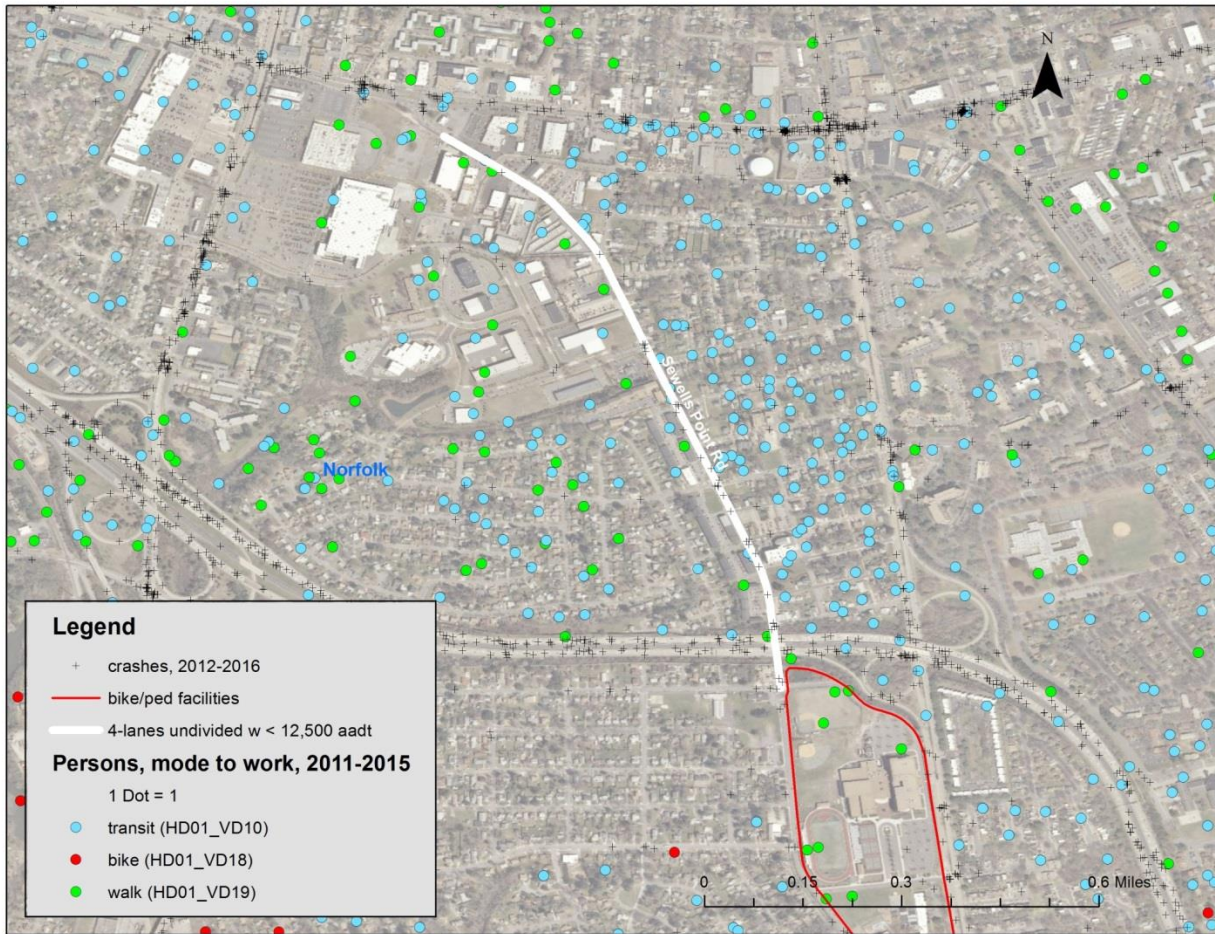 N
Sewells Point Rd
Norfolk
Legend
crashes, 2012-2016
bike/ped facilities
4-lanes undivided w < 12,500 aadt
Persons, mode to work, 2011-2015
1 Dot = 1
transit (HD01_VD10)
bike (HD01_VD18)
walk (HD01_VD19)
0 0.15 0.3 0.6 Miles